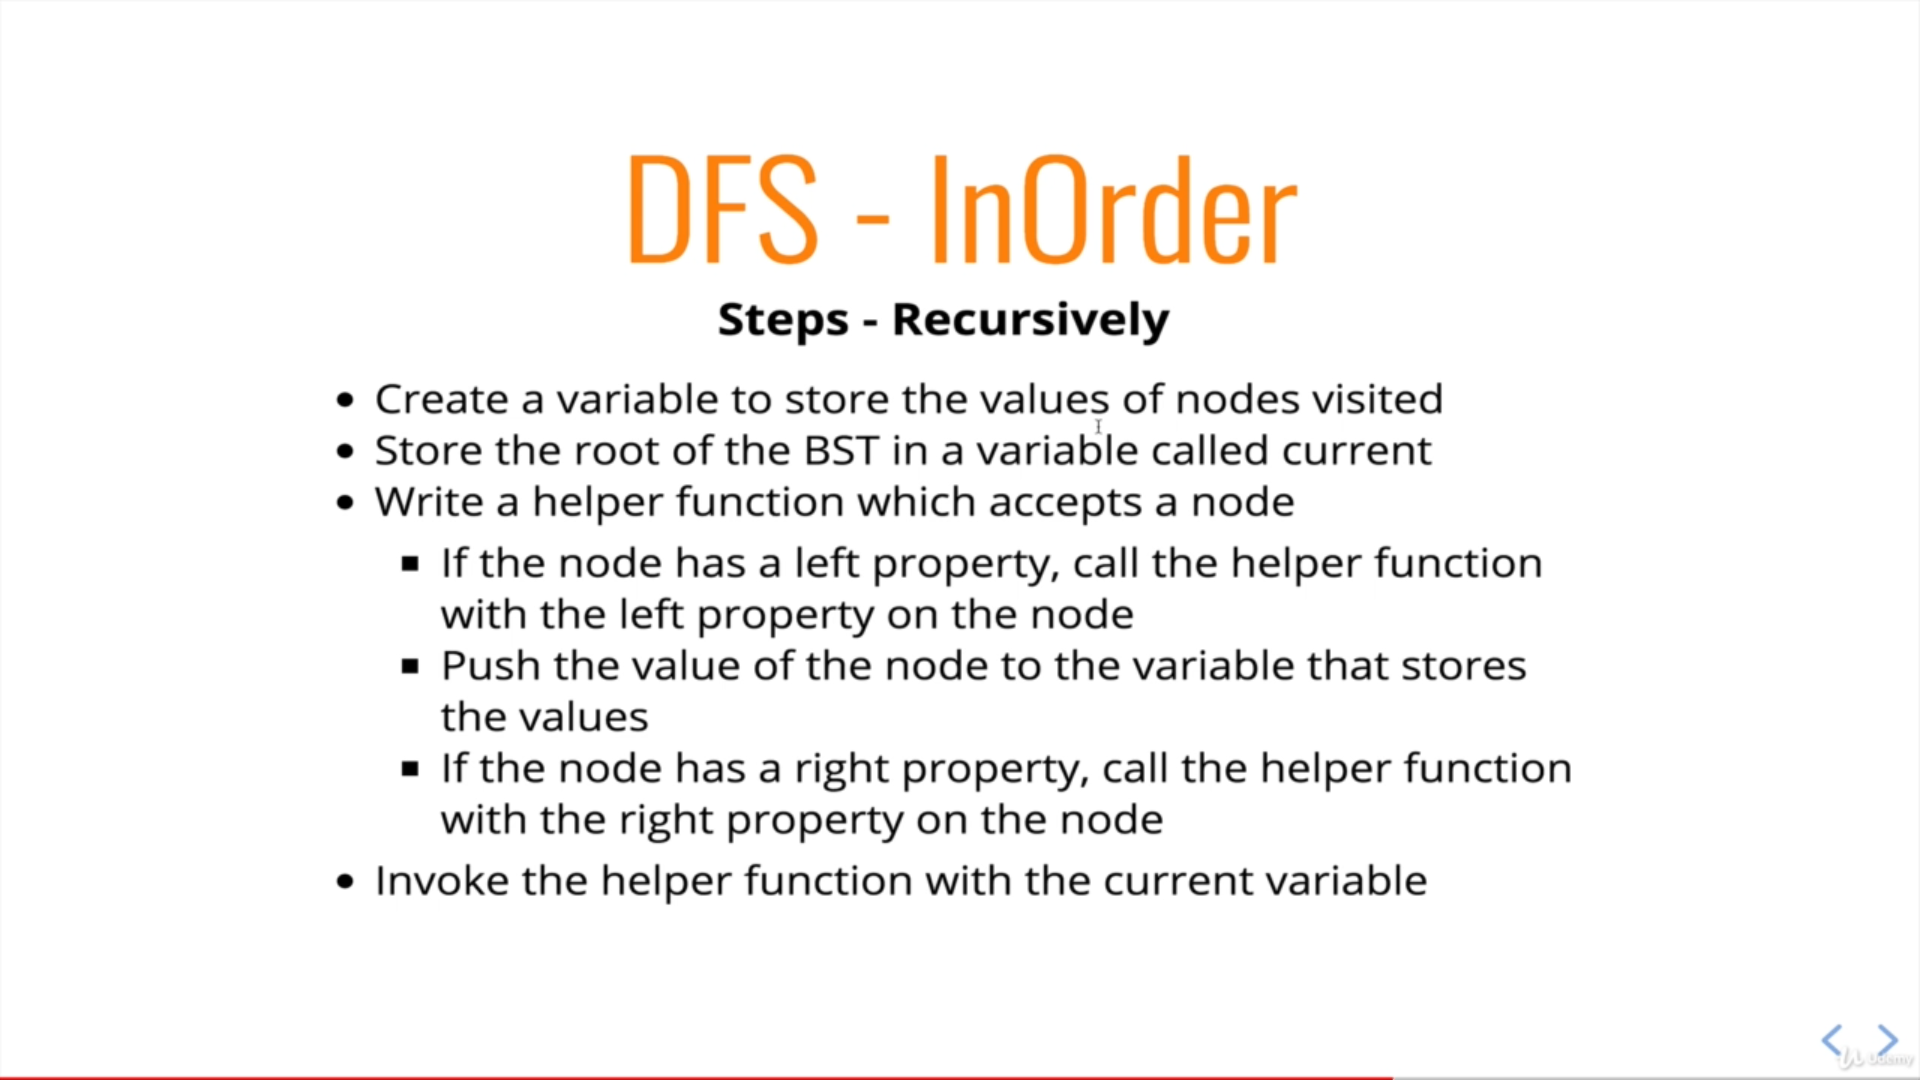 DFS - InOrder
Steps - Recursively
Create a variable to store the values of nodes visited
Store the root of the BST in a variable called current
Write a helper function which accepts a node
If the node has a left property, call the helper function
with the left property on the node
Push the value of the node to the variable that stores
the values
If the node has a right property, call the helper function
with the right property on the node
Invoke the helper function with the current variable
Udemy